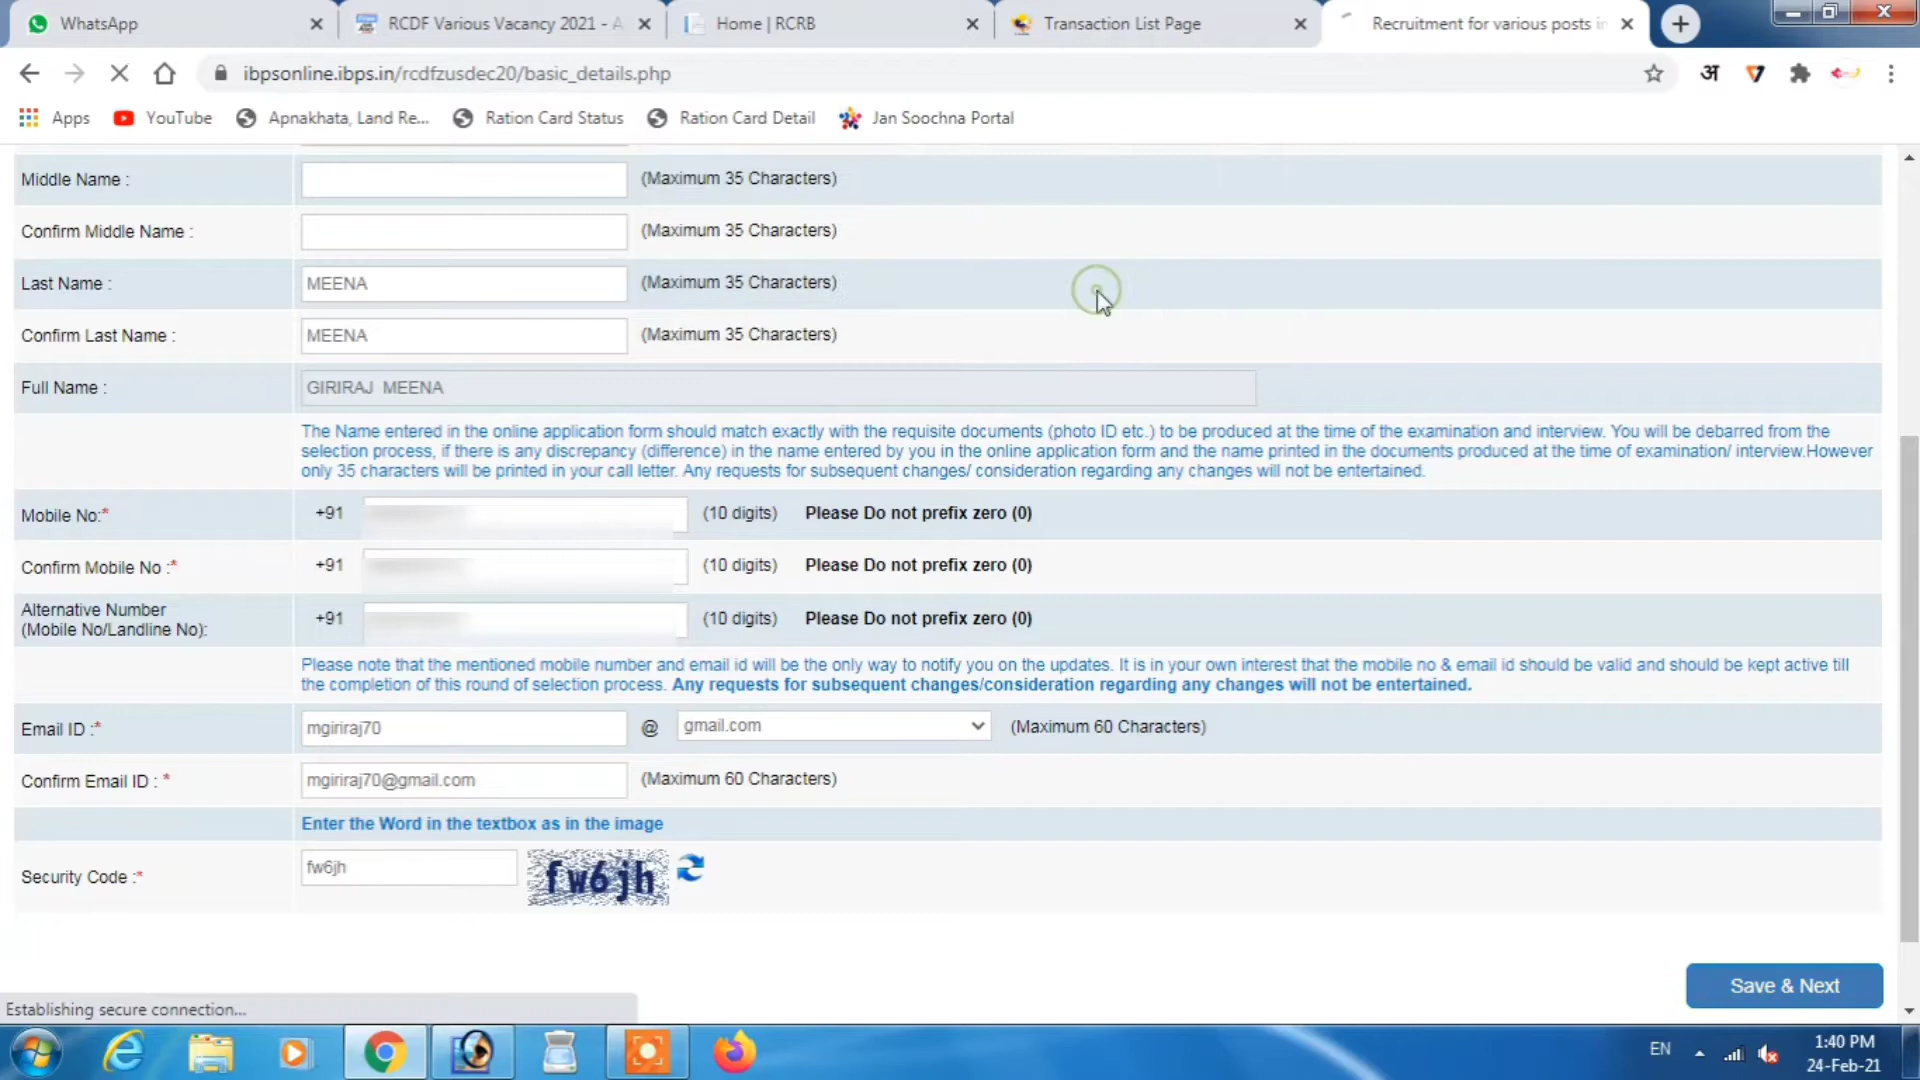 WhatsApp
RCDF Various Vacancy 2021 - A
Home | RCRB
Transaction List Page
Recruitment for various posts in
ibpsonline.ibps.in/rcdfzusdec20/basic_details.php
अ
Apps
YouTube
Apnakhata, Land Re...
Ration Card Status
Ration Card Detail
Jan Soochna Portal
Middle Name :
(Maximum 35 Characters)
Confirm Middle Name :
(Maximum 35 Characters)
Last Name :
MEENA
(Maximum 35 Characters)
Confirm Last Name :
MEENA
(Maximum 35 Characters)
Full Name :
GIRIRAJ MEENA
The Name entered in the online application form should match exactly with the requisite documents (photo ID etc.) to be produced at the time of the examination and interview. You will be debarred from the
selection process, if there is any discrepancy (difference) in the name entered by you in the online application form and the name printed in the documents produced at the time of examination/ interview.However
only 35 characters will be printed in your call letter. Any requests for subsequent changes/ consideration regarding any changes will not be entertained.
Mobile No:*
+91
(10 digits)
Please Do not prefix zero (0)
Confirm Mobile No :*
+91
(10 digits)
Please Do not prefix zero (0)
Alternative Number
(Mobile No/Landline No):
+91
(10 digits)
Please Do not prefix zero (0)
Please note that the mentioned mobile number and email id will be the only way to notify you on the updates. It is in your own interest that the mobile no & email id should be valid and should be kept active till
the completion of this round of selection process. Any requests for subsequent changes/consideration regarding any changes will not be entertained.
Email ID :*
mgiriraj70
@
gmail.com
(Maximum 60 Characters)
Confirm Email ID : *
mgiriraj70@gmail.com
(Maximum 60 Characters)
Enter the Word in the textbox as in the image
Security Code :*
fw6jh
fw6jh
Save & Next
Establishing secure connection...
EN
1:40 PM
24-Feb-21